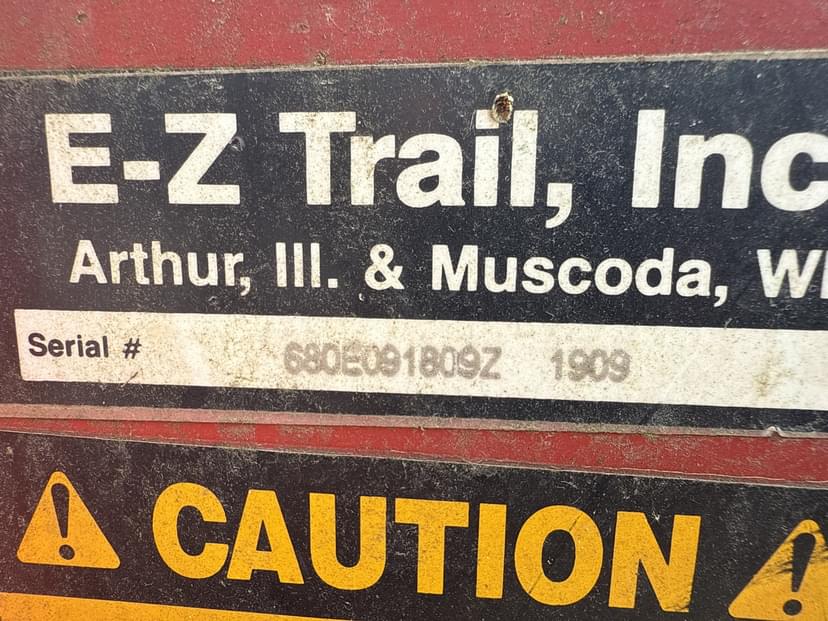 E-Z Trail, Inc
Arthur, Ill. & Muscoda, WI
Serial # 680E091809Z 1909
CAUTION